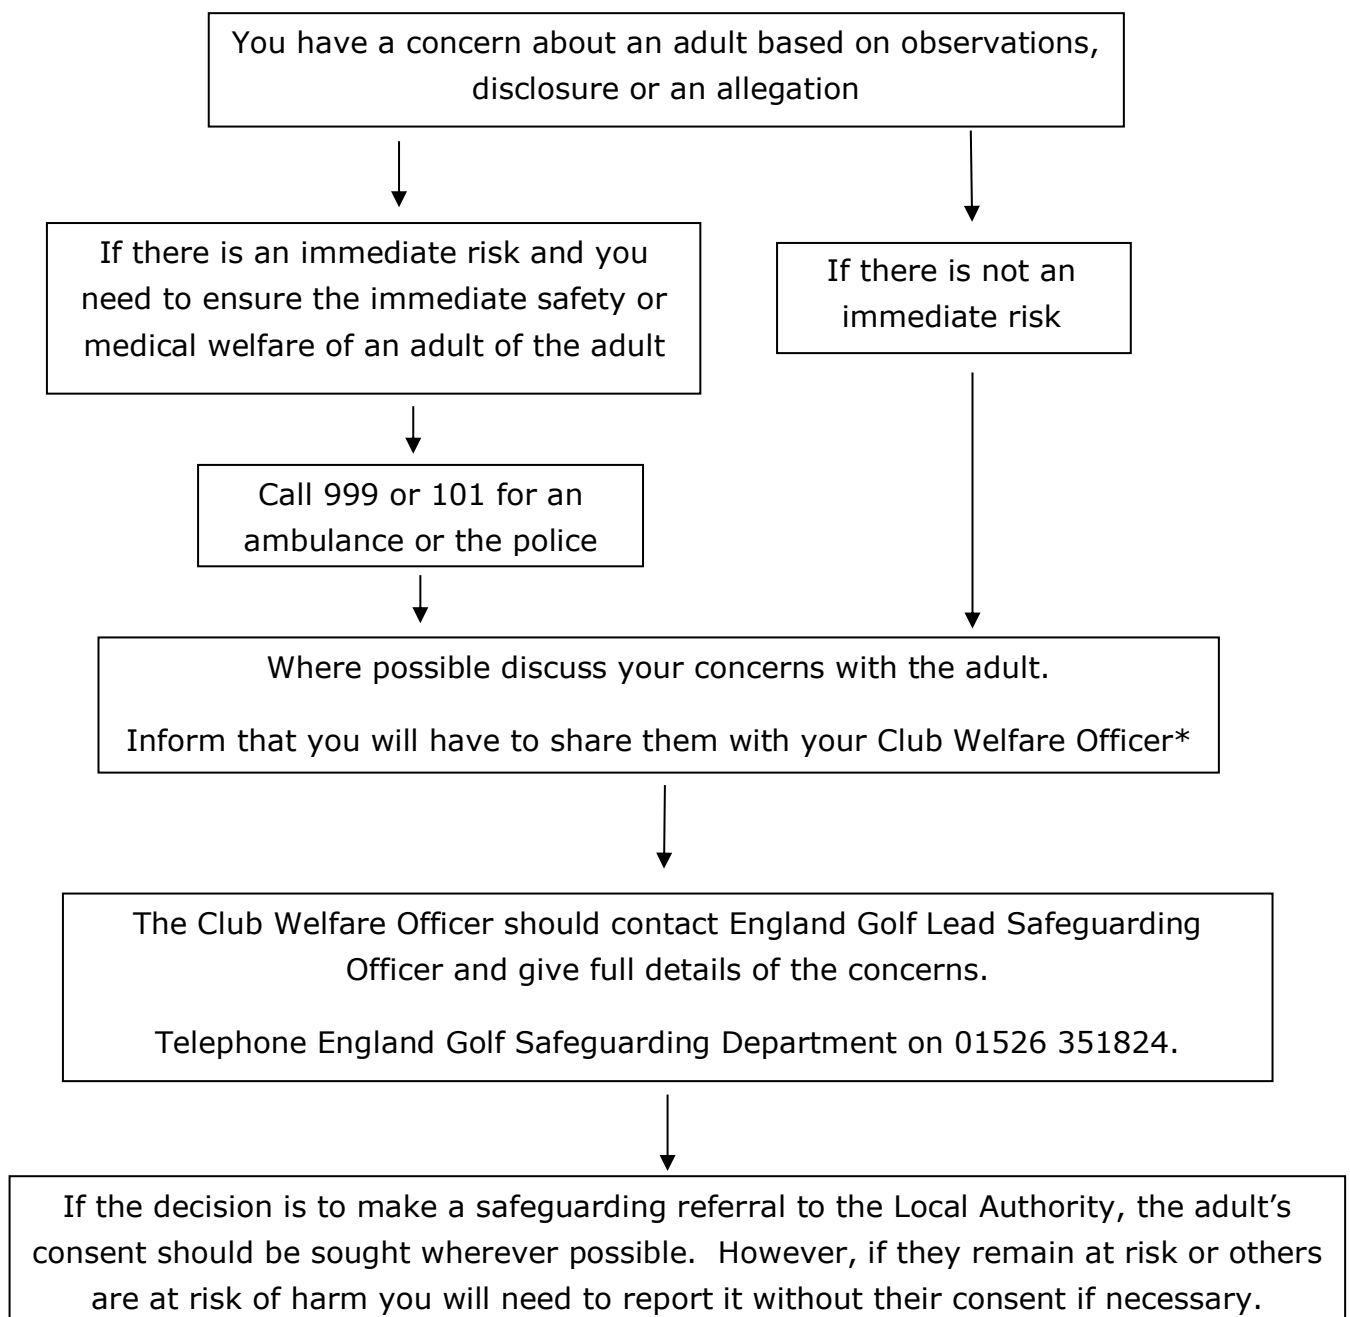 You have a concern about an adult based on observations,
disclosure or an allegation
If there is an immediate risk and you
need to ensure the immediate safety or
medical welfare of an adult of the adult
If there is not an
immediate risk
Call 999 or 101 for an
ambulance or the police
Where possible discuss your concerns with the adult.
Inform that you will have to share them with your Club Welfare Officer*
The Club Welfare Officer should contact England Golf Lead Safeguarding
Officer and give full details of the concerns.
Telephone England Golf Safeguarding Department on 01526 351824.
If the decision is to make a safeguarding referral to the Local Authority, the adult’s
consent should be sought wherever possible.  However, if they remain at risk or others
are at risk of harm you will need to report it without their consent if necessary.